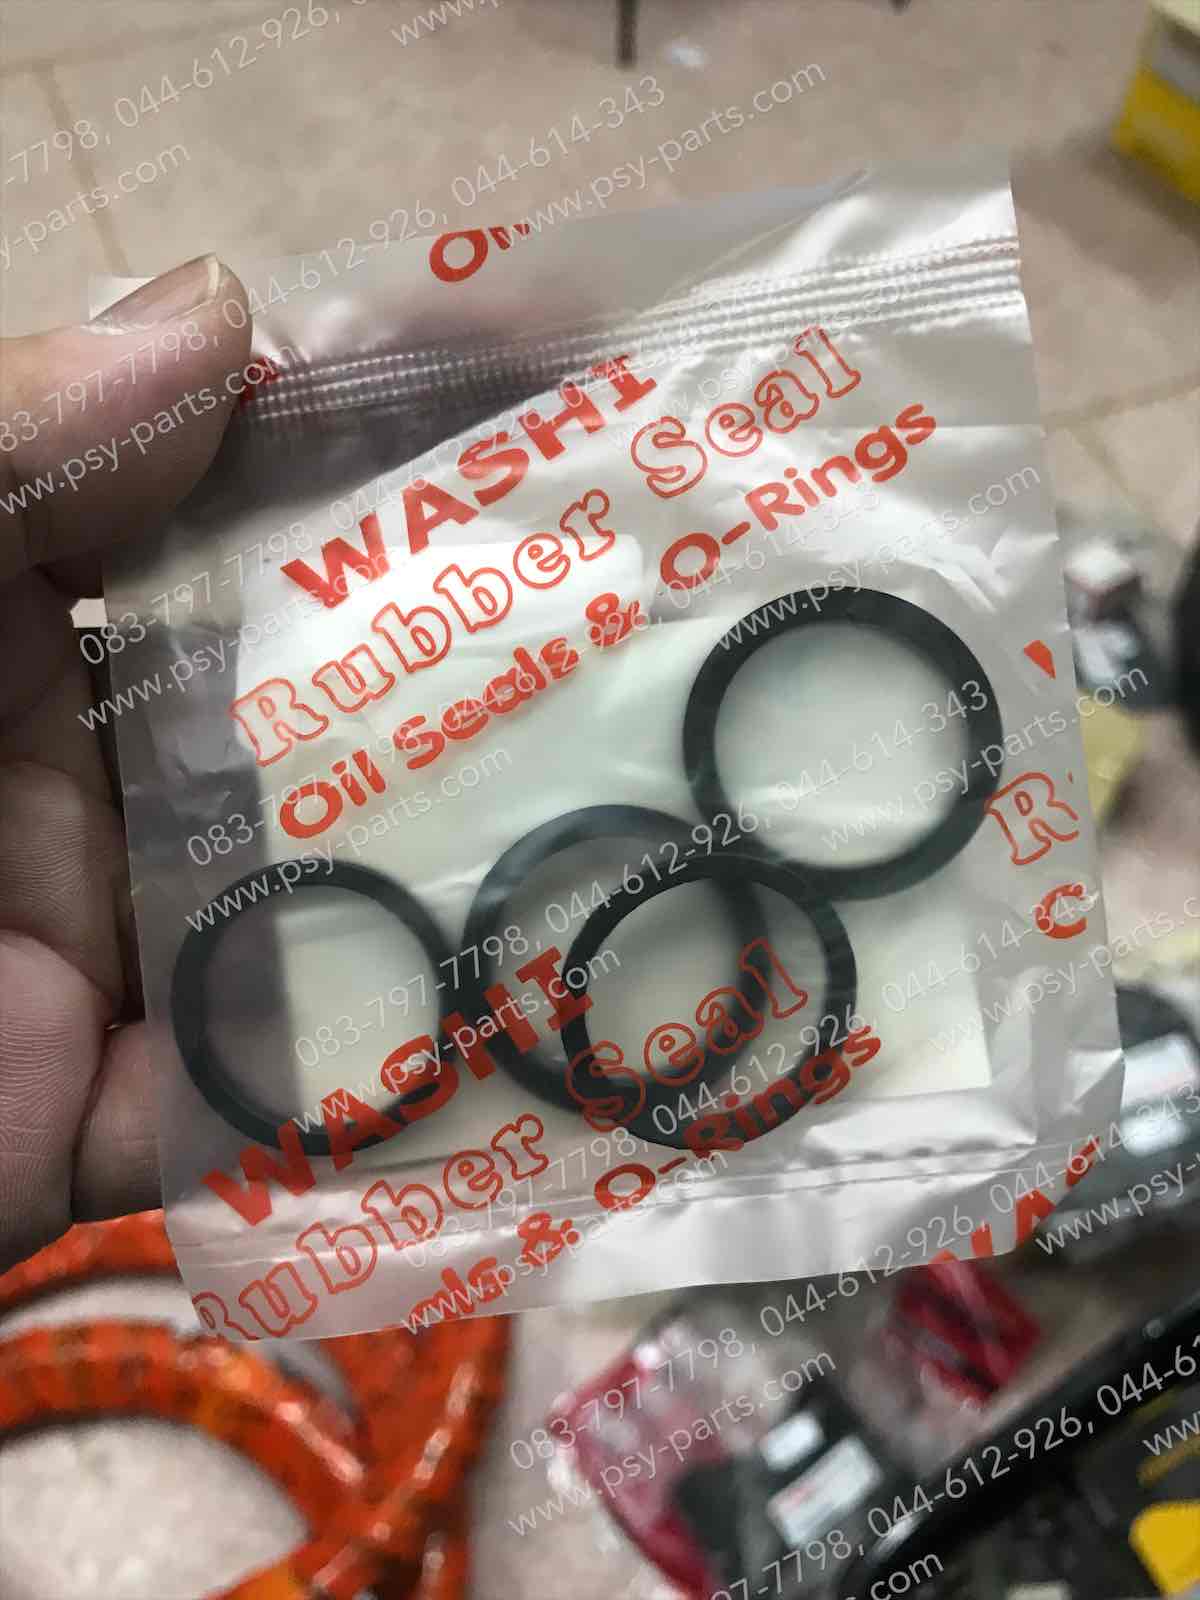 WASHI
Rubber Seal
Oil Seals & O-Rings
R
WASHI
Rubber Seal
& O-Rings
083-797-7798, 044-612-926, 044-614-343
www.psy-parts.com